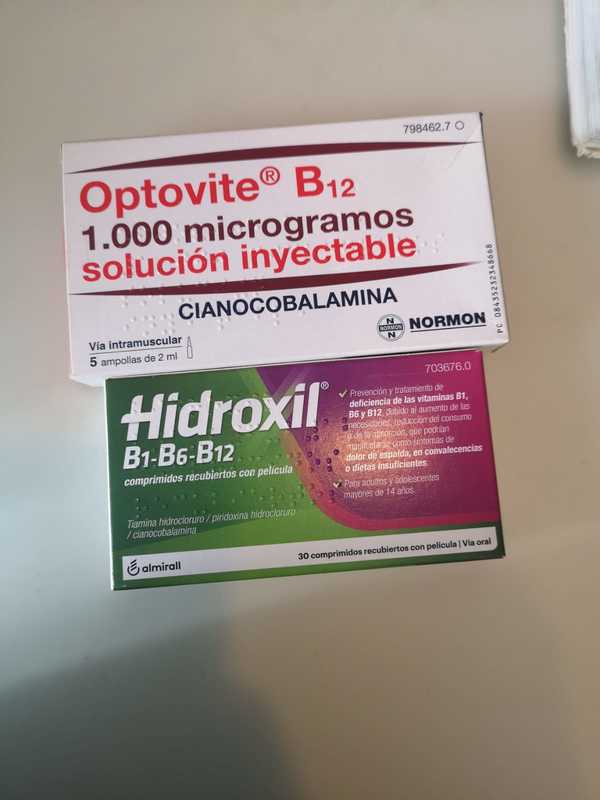 798462.7
Optovite® B12
1.000 microgramos
solución inyectable
CIANOCOBALAMINA
Vía intramuscular
5 ampollas de 2 ml
N
NORMON
N
NORMON
PC 08435232348668
703676.0
Hidroxil®
B1-B6-B12
comprimidos recubiertos con película
Tiamina hidrocloruro / piridoxina hidrocloruro
/ cianocobalamina
Prevención y tratamiento de
deficiencia de las vitaminas B1,
B6 y B12, debido al aumento de las
necesidades, reducción del consumo
o de la absorción, que podrían
manifestarse como síntomas de
dolor de espalda, en convalecencias
o dietas insuficientes.
Para adultos y adolescentes
mayores de 14 años.
almirall
30 comprimidos recubiertos con película | Vía oral